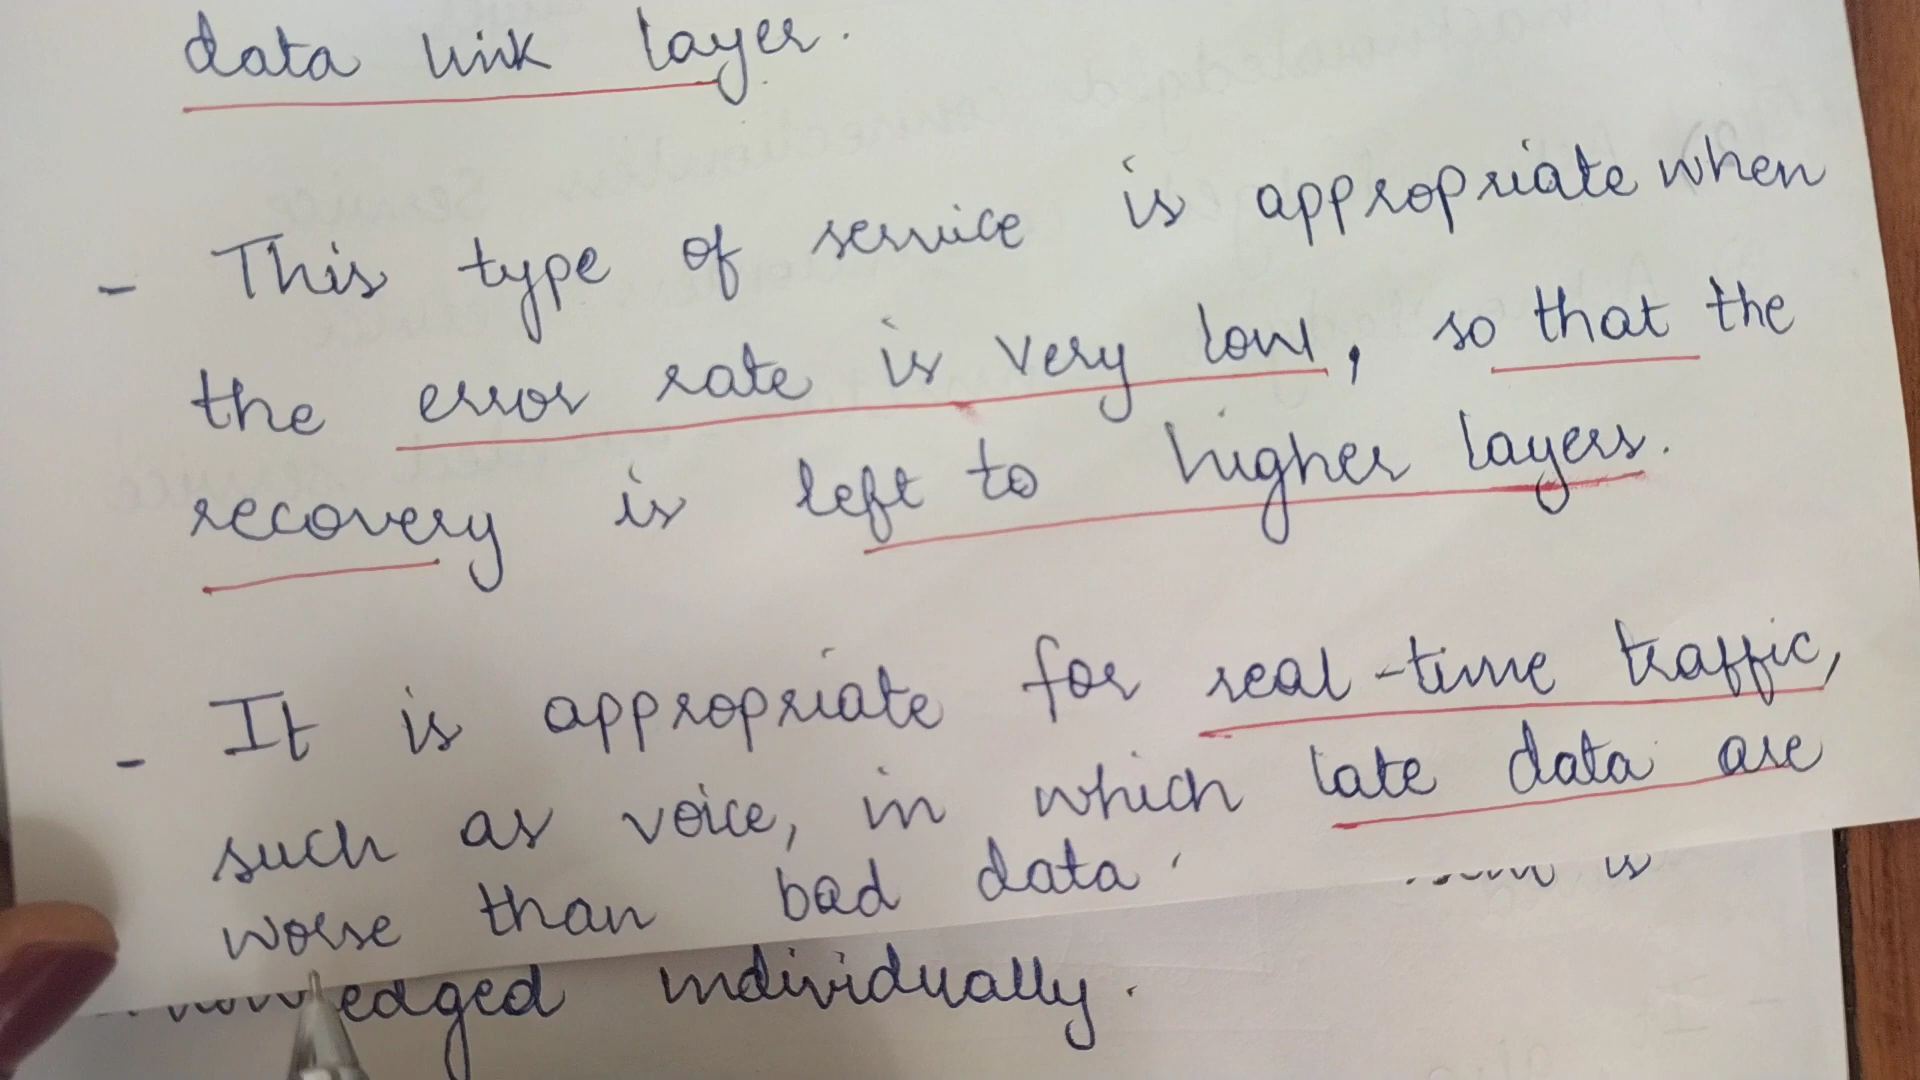 data link layer.
- This type of service is appropriate when
the error rate is very low, so that the
recovery is left to higher layers.
- It is appropriate for real-time traffic,
such as voice, in which late data are
worse than bad data.
is
edged individually.